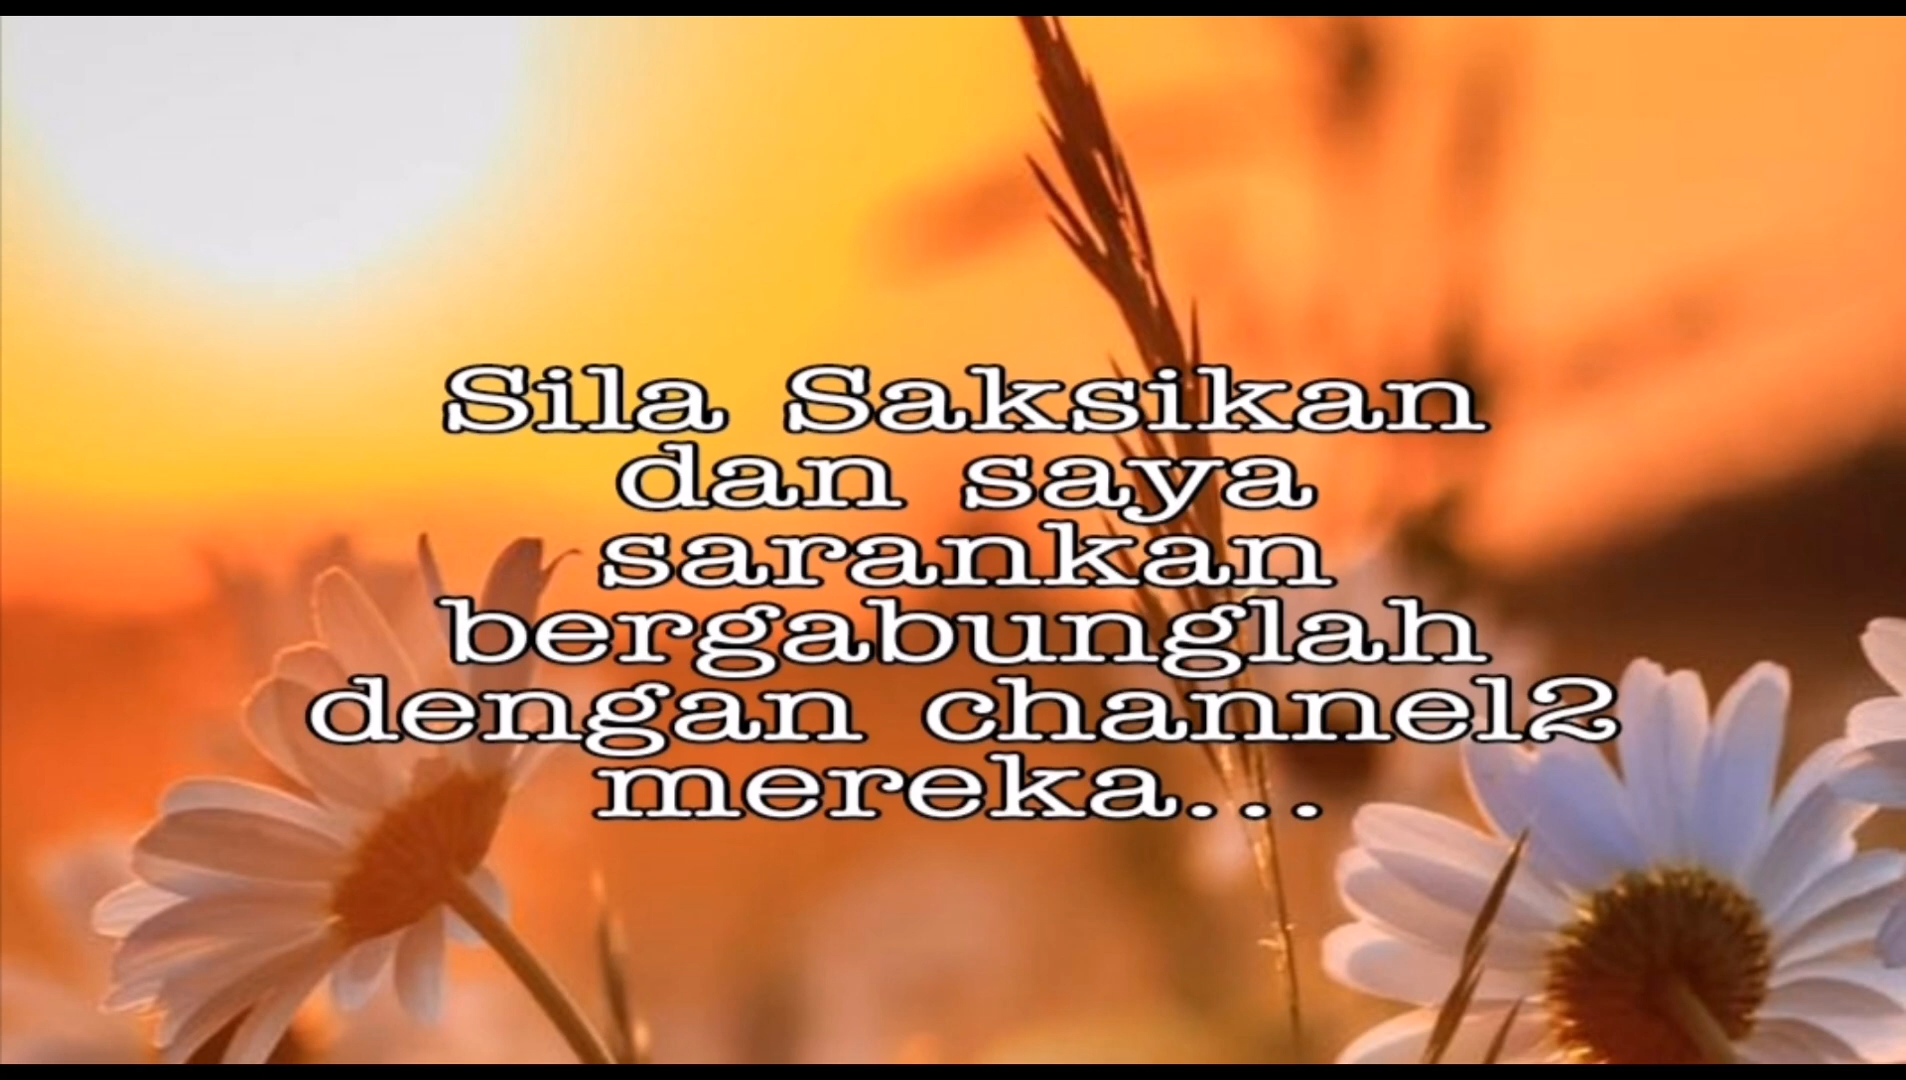 Sila Saksikan
dan saya
sarankan
bergabunglah
dengan channel2
mereka...